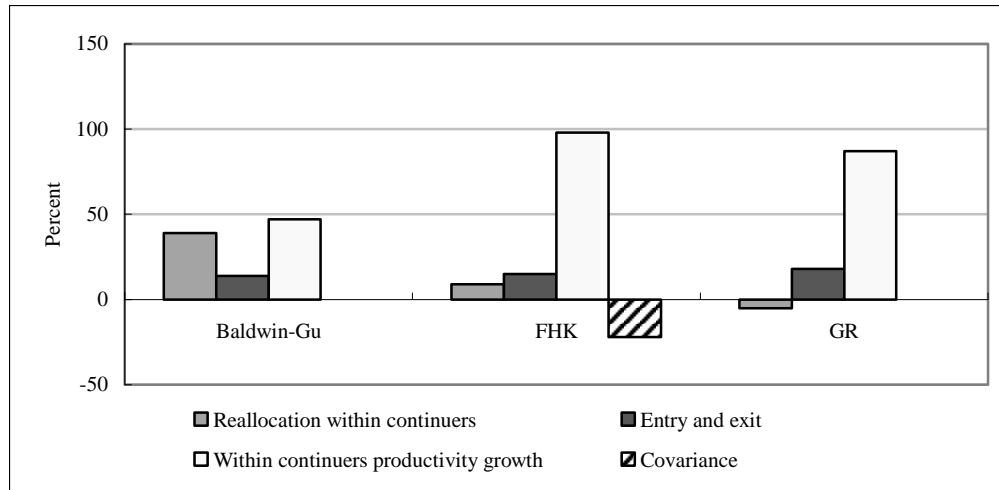 150
100
50
0
-50
Percent
Baldwin-Gu FHK GR
Reallocation within continuers Entry and exit
Within continuers productivity growth Covariance